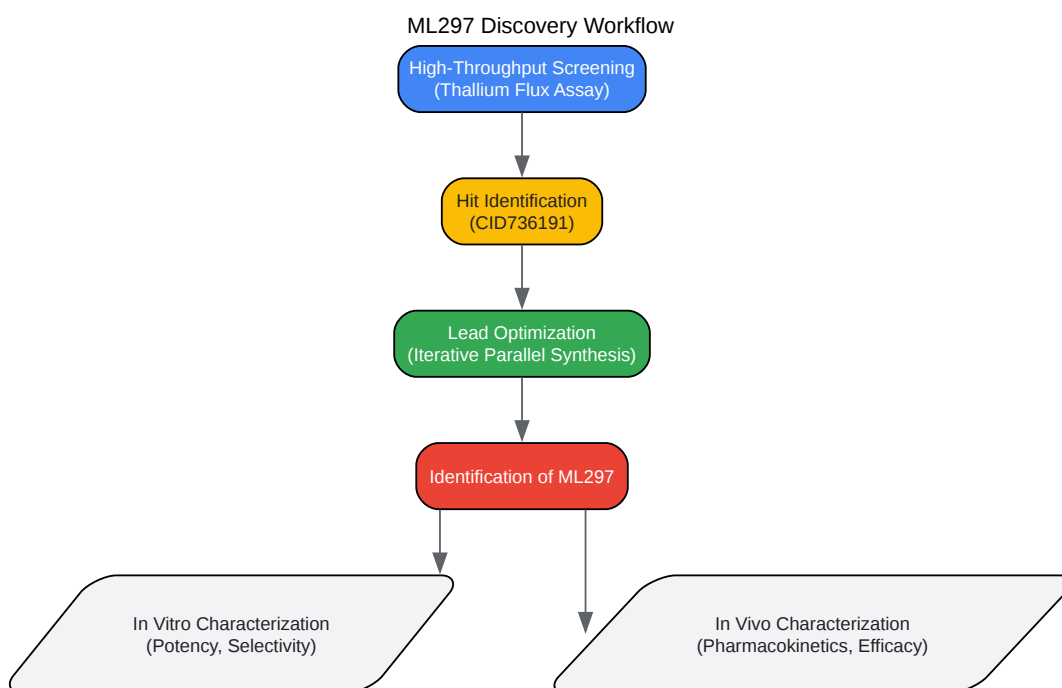 ML297 Discovery Workflow
High-Throughput Screening
(Thallium Flux Assay)
Hit Identification
(CID736191)
Lead Optimization
(Iterative Parallel Synthesis)
Identification of ML297
In Vitro Characterization
(Potency, Selectivity)
In Vivo Characterization
(Pharmacokinetics, Efficacy)